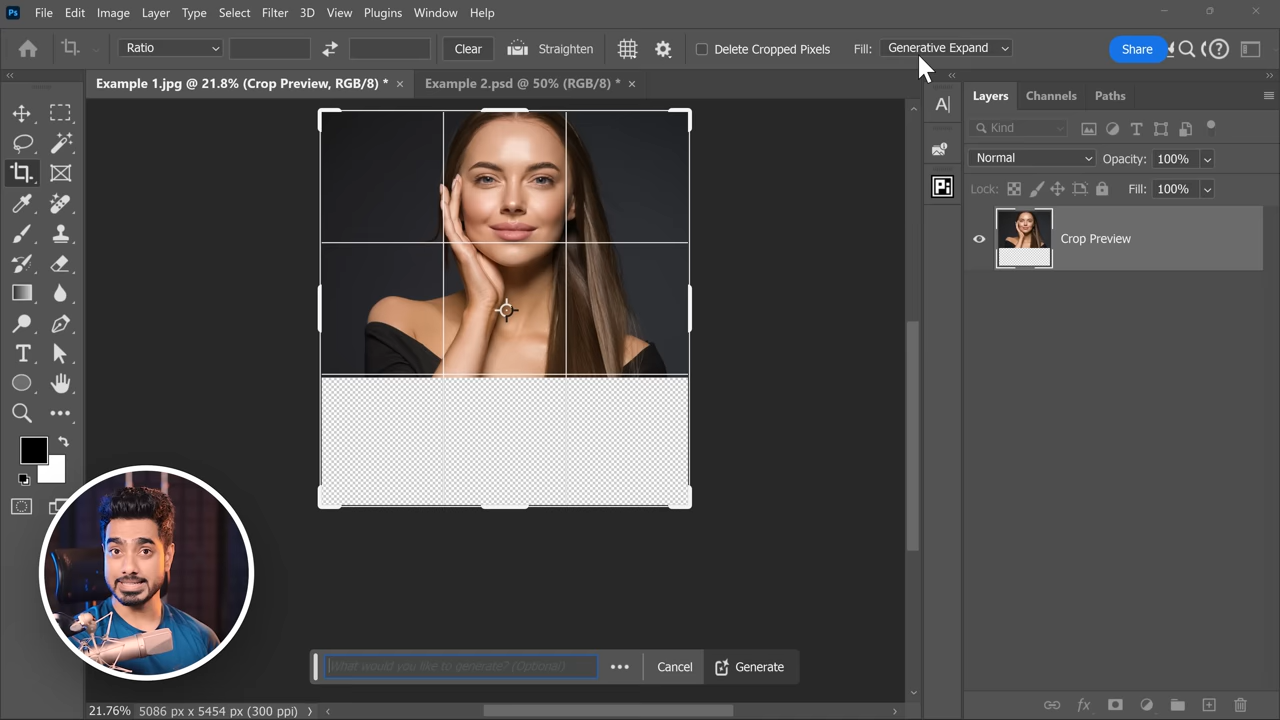 Ps File Edit Image Layer Type Select Filter 3D View Plugins Window Help
Ratio Clear Straighten Delete Cropped Pixels Fill: Generative Expand Share
Example 1.jpg @ 21.8% (Crop Preview, RGB/8) * × Example 2.psd @ 50% (RGB/8) * ×
Layers Channels Paths
Kind
Normal Opacity: 100%
Lock: Fill: 100%
Crop Preview
What would you like to generate? (Optional) Cancel Generate
21.76% 5086 px x 5454 px (300 ppi)